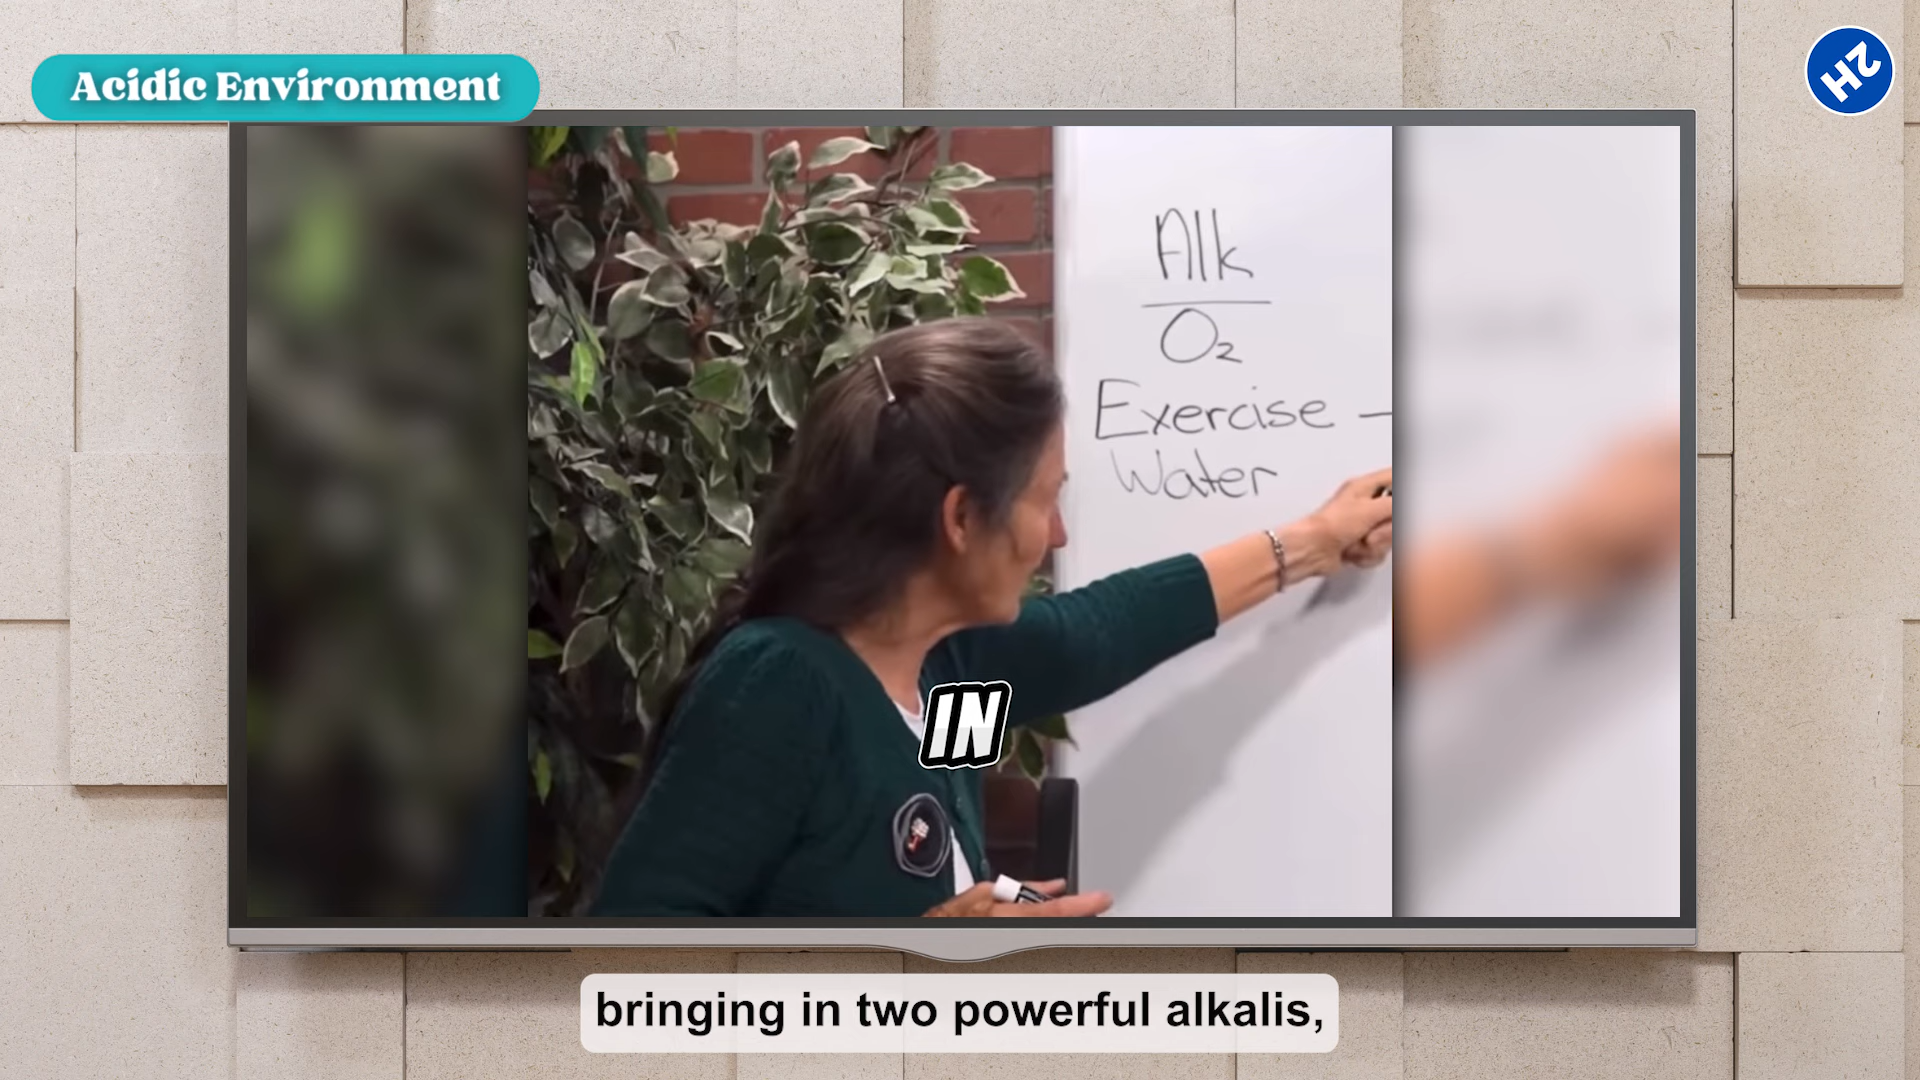 Acidic Environment
HZ
Alk
O₂
Exercise –
Water
IN
bringing in two powerful alkalis,